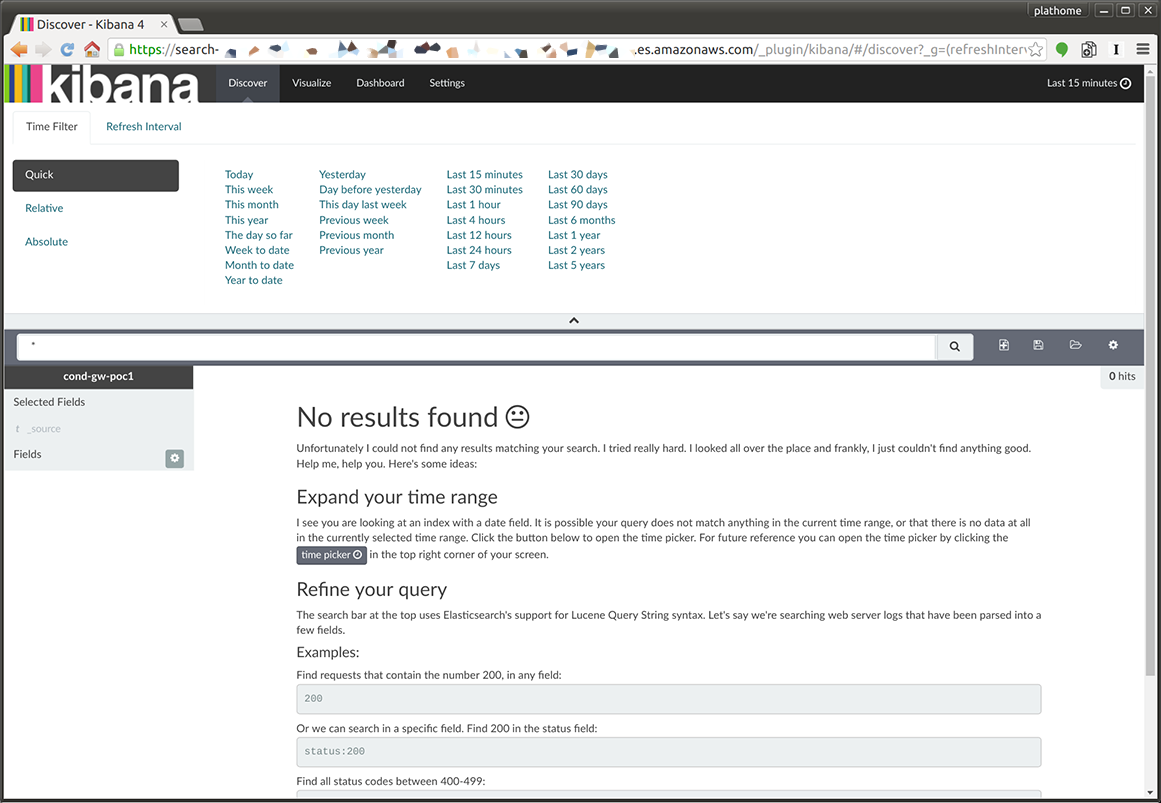 plathome
Discover - Kibana 4
https://search-
.es.amazonaws.com/_plugin/kibana/#/discover?_g=(refreshInterv
kibana
Discover
Visualize
Dashboard
Settings
Last 15 minutes
Time Filter
Refresh Interval
Quick
Relative
Absolute
Today
This week
This month
This year
The day so far
Week to date
Month to date
Year to date
Yesterday
Day before yesterday
This day last week
Previous week
Previous month
Previous year
Last 15 minutes
Last 30 minutes
Last 1 hour
Last 4 hours
Last 12 hours
Last 24 hours
Last 7 days
Last 30 days
Last 60 days
Last 90 days
Last 6 months
Last 1 year
Last 2 years
Last 5 years
*
cond-gw-poc1
0 hits
Selected Fields
t _source
Fields
No results found
Unfortunately I could not find any results matching your search. I tried really hard. I looked all over the place and frankly, I just couldn't find anything good.
Help me, help you. Here's some ideas:
Expand your time range
I see you are looking at an index with a date field. It is possible your query does not match anything in the current time range, or that there is no data at all
in the currently selected time range. Click the button below to open the time picker. For future reference you can open the time picker by clicking the
time picker in the top right corner of your screen.
Refine your query
The search bar at the top uses Elasticsearch's support for Lucene Query String syntax. Let's say we're searching web server logs that have been parsed into a
few fields.
Examples:
Find requests that contain the number 200, in any field:
200
Or we can search in a specific field. Find 200 in the status field:
status:200
Find all status codes between 400-499: